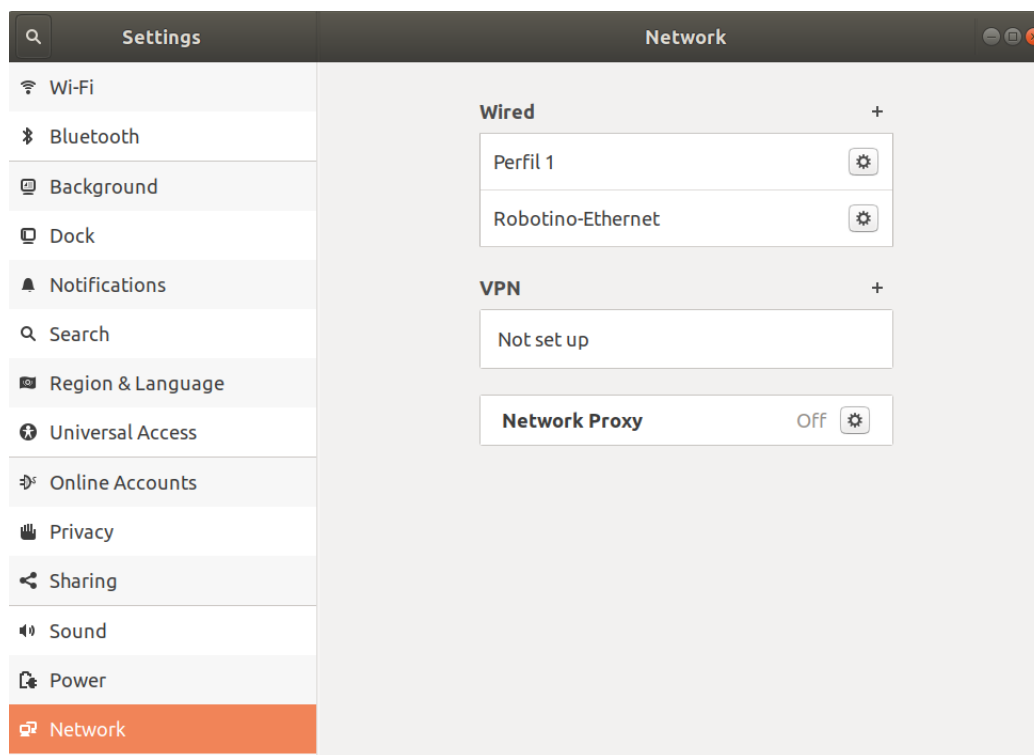 Settings
Network
Wi-Fi
Bluetooth
Background
Dock
Notifications
Search
Region & Language
Universal Access
Online Accounts
Privacy
Sharing
Sound
Power
Network
Wired
Perfil 1
Robotino-Ethernet
VPN
Not set up
Network Proxy Off